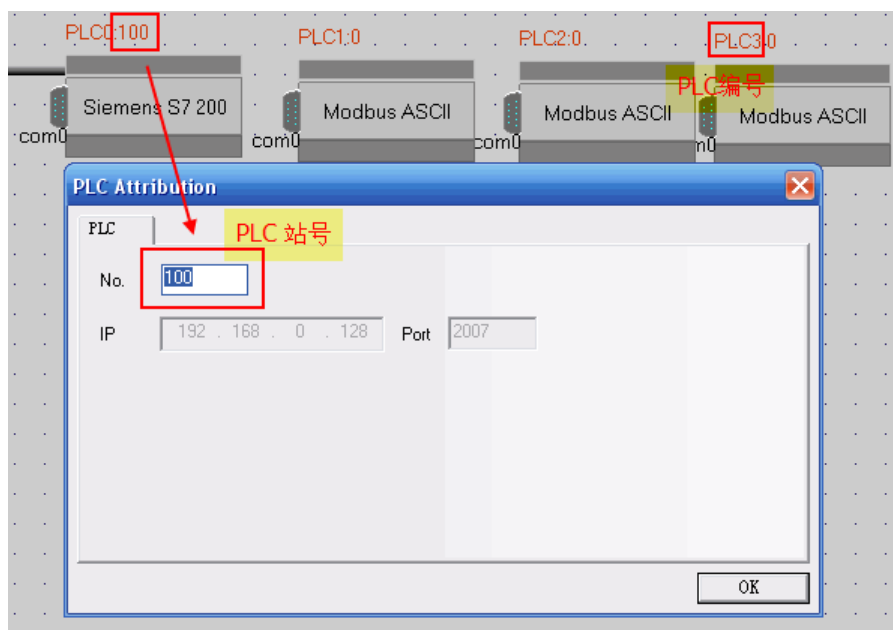 PLC0:100
PLC1:0
PLC2:0
PLC3:0
PLC编号
Siemens S7 200
Modbus ASCII
Modbus ASCII
Modbus ASCII
com0
com0
com0
m0
PLC Attribution
PLC
PLC 站号
No. 100
IP 192 . 168 . 0 . 128 Port 2007
OK